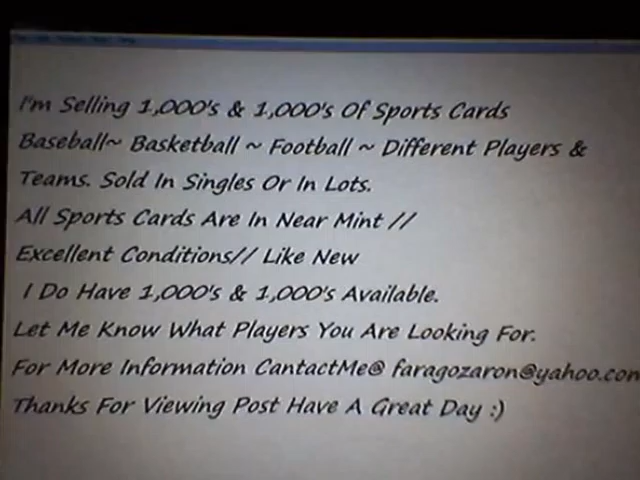 I'm Selling 1,000's & 1,000's Of Sports Cards
Baseball~ Basketball ~ Football ~ Different Players &
Teams. Sold In Singles Or In Lots.
All Sports Cards Are In Near Mint //
Excellent Conditions// Like New
I Do Have 1,000's & 1,000's Available.
Let Me Know What Players You Are Looking For.
For More Information CantactMe@ faragozaron@yahoo.com
Thanks For Viewing Post Have A Great Day :)